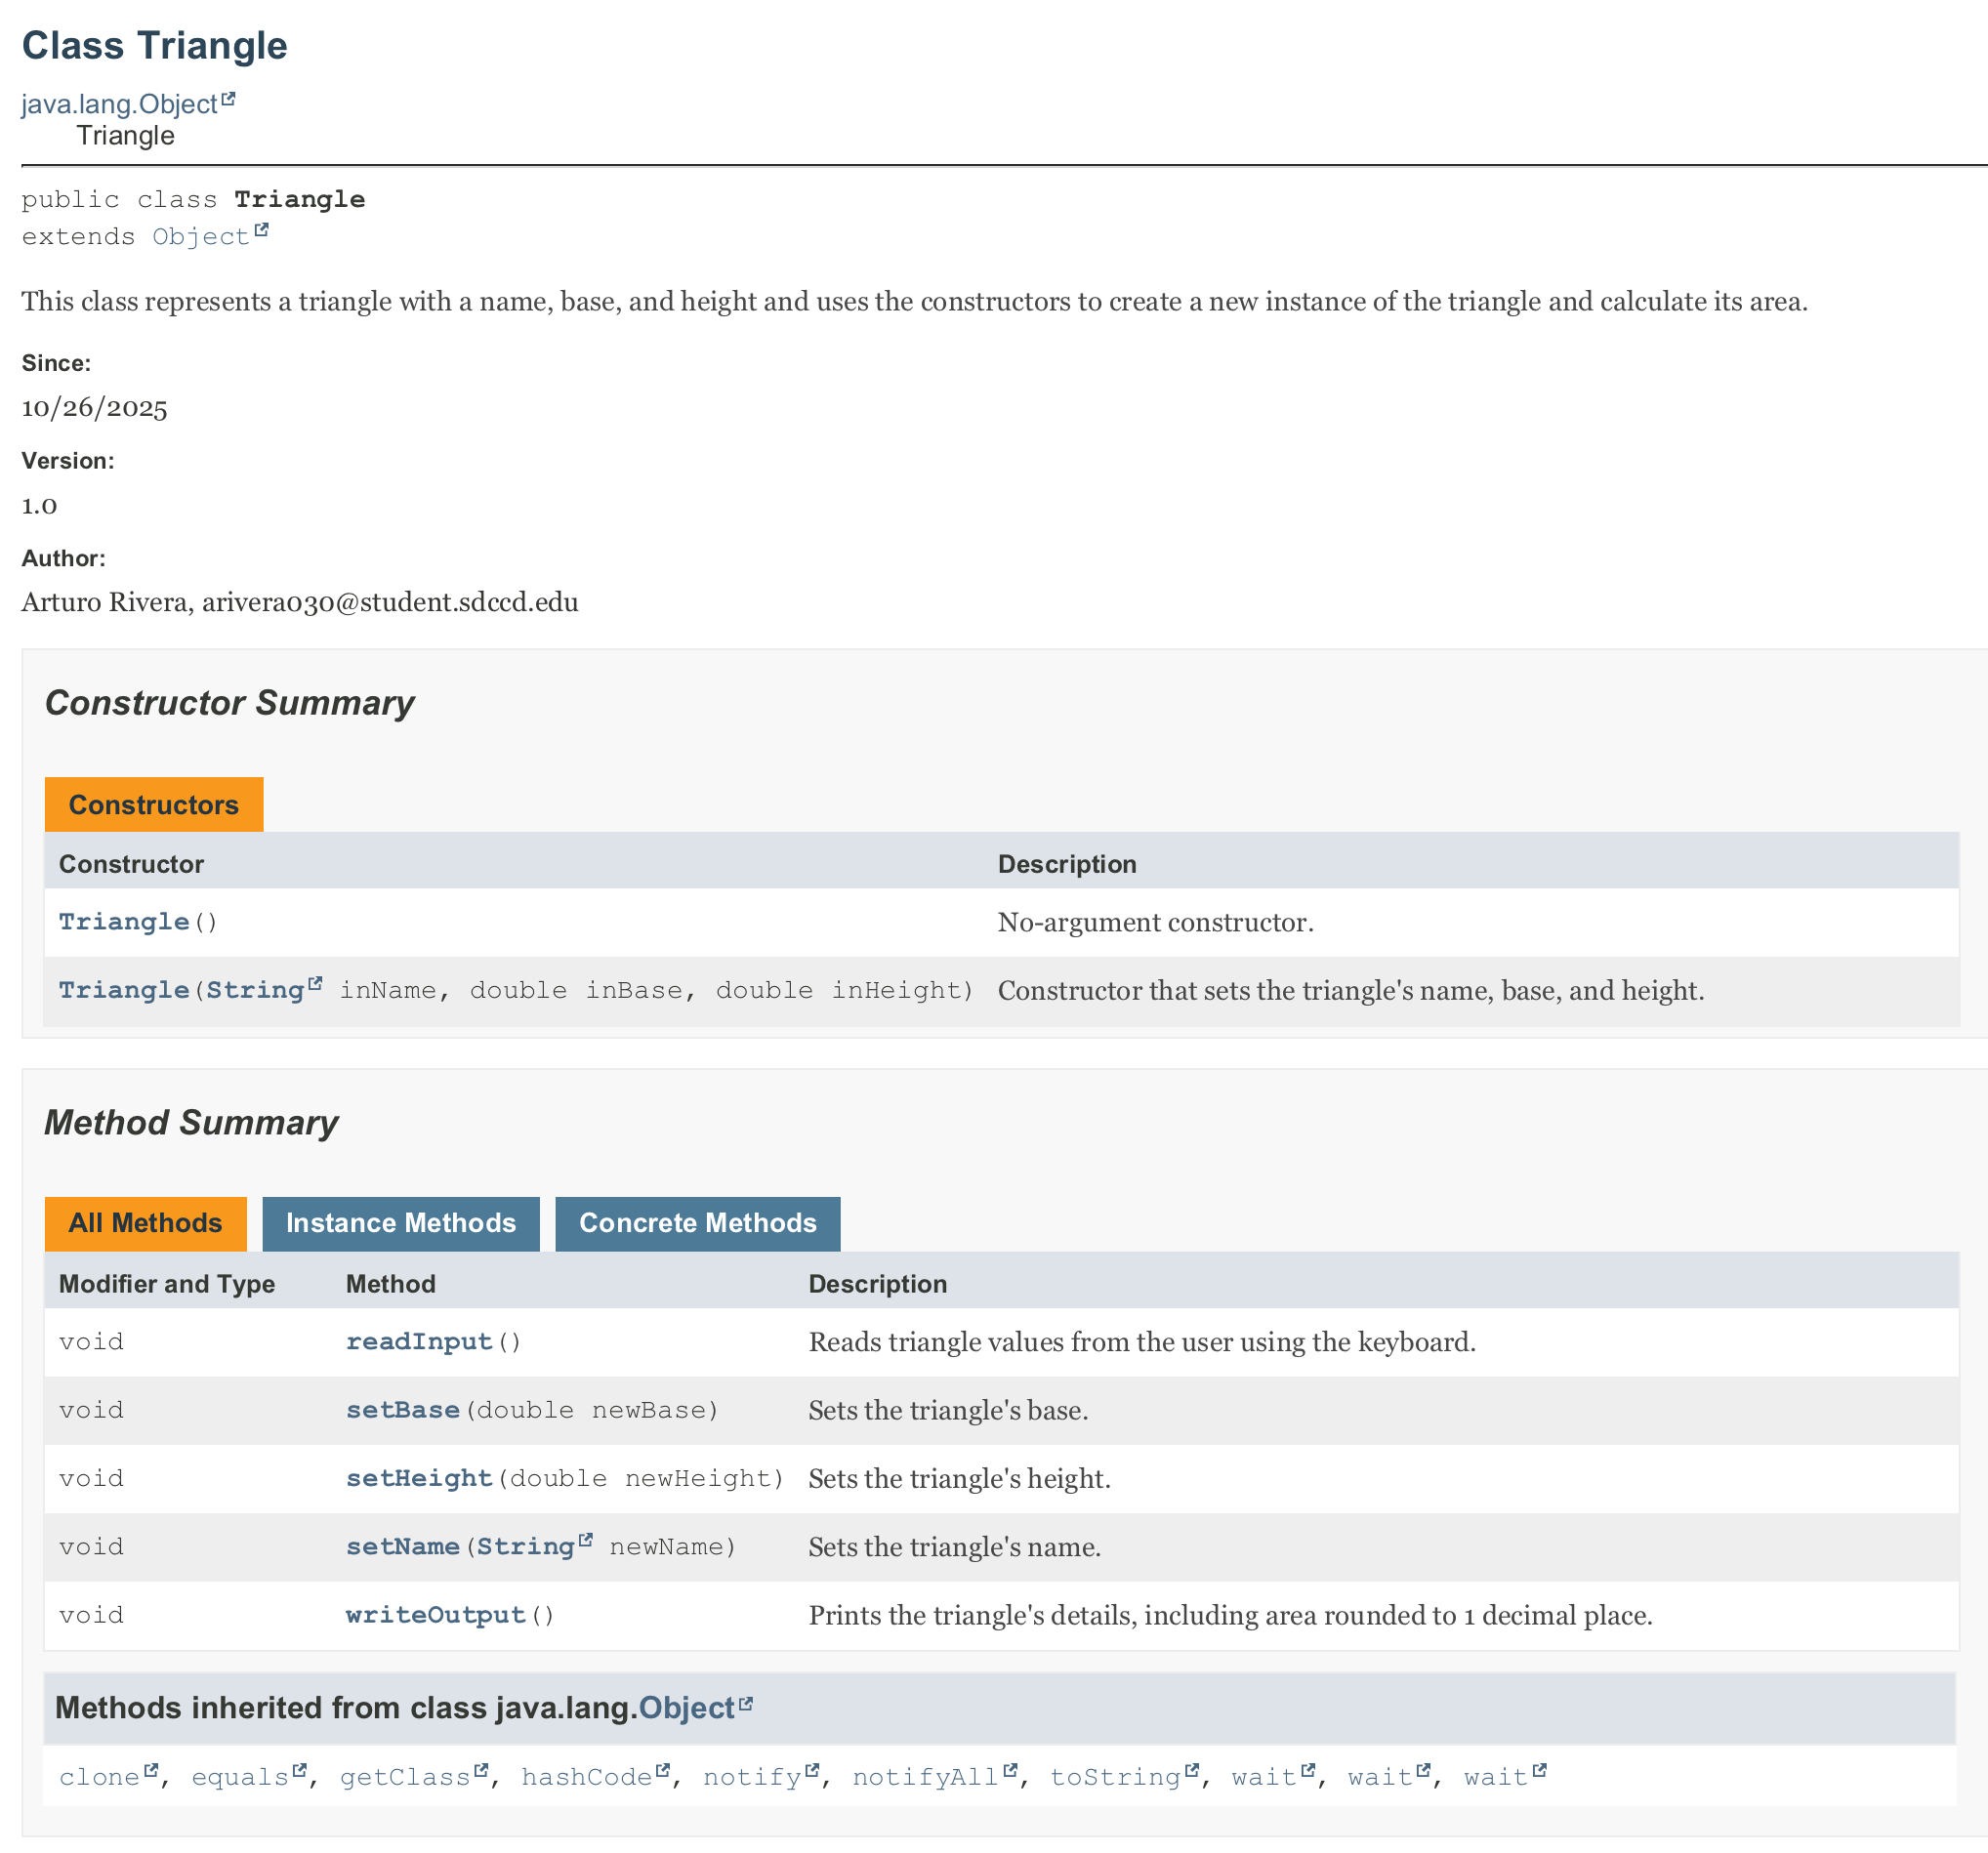 Class Triangle
java.lang.Object
Triangle
public class Triangle
extends Object
This class represents a triangle with a name, base, and height and uses the constructors to create a new instance of the triangle and calculate its area.
Since:
10/26/2025
Version:
1.0
Author:
Arturo Rivera, arivera030@student.sdccd.edu
Constructor Summary
Constructors
Constructor Description
Triangle() No-argument constructor.
Triangle(String inName, double inBase, double inHeight) Constructor that sets the triangle's name, base, and height.
Method Summary
All Methods Instance Methods Concrete Methods
Modifier and Type Method Description
void readInput() Reads triangle values from the user using the keyboard.
void setBase(double newBase) Sets the triangle's base.
void setHeight(double newHeight) Sets the triangle's height.
void setName(String newName) Sets the triangle's name.
void writeOutput() Prints the triangle's details, including area rounded to 1 decimal place.
Methods inherited from class java.lang.Object
clone, equals, getClass, hashCode, notify, notifyAll, toString, wait, wait, wait